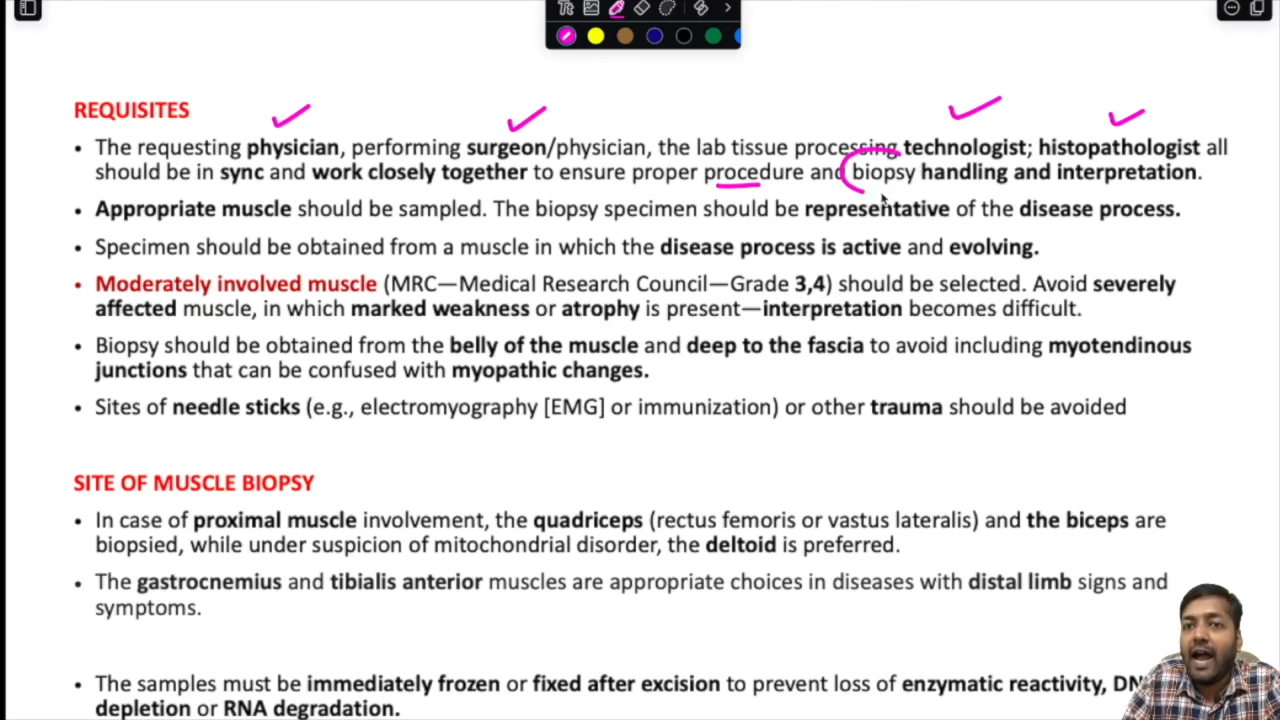 REQUISITES
• The requesting physician, performing surgeon/physician, the lab tissue processing technologist; histopathologist all
should be in sync and work closely together to ensure proper procedure and biopsy handling and interpretation.
• Appropriate muscle should be sampled. The biopsy specimen should be representative of the disease process.
• Specimen should be obtained from a muscle in which the disease process is active and evolving.
• Moderately involved muscle (MRC—Medical Research Council—Grade 3,4) should be selected. Avoid severely
affected muscle, in which marked weakness or atrophy is present—interpretation becomes difficult.
• Biopsy should be obtained from the belly of the muscle and deep to the fascia to avoid including myotendinous
junctions that can be confused with myopathic changes.
• Sites of needle sticks (e.g., electromyography [EMG] or immunization) or other trauma should be avoided
SITE OF MUSCLE BIOPSY
• In case of proximal muscle involvement, the quadriceps (rectus femoris or vastus lateralis) and the biceps are
biopsied, while under suspicion of mitochondrial disorder, the deltoid is preferred.
• The gastrocnemius and tibialis anterior muscles are appropriate choices in diseases with distal limb signs and
symptoms.
• The samples must be immediately frozen or fixed after excision to prevent loss of enzymatic reactivity,
depletion or RNA degradation.